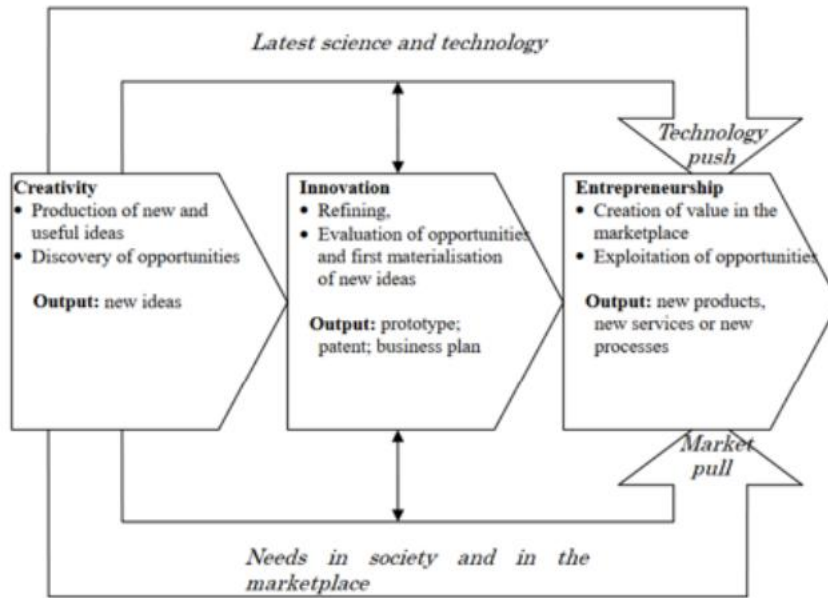 Latest science and technology
Technology
push
Creativity
• Production of new and
useful ideas
• Discovery of opportunities
Output: new ideas
Innovation
• Refining,
• Evaluation of opportunities
and first materialisation
of new ideas
Output: prototype;
patent; business plan
Entrepreneurship
• Creation of value in the
marketplace
• Exploitation of opportunities
Output: new products,
new services or new
processes
Market
pull
Needs in society and in the
marketplace